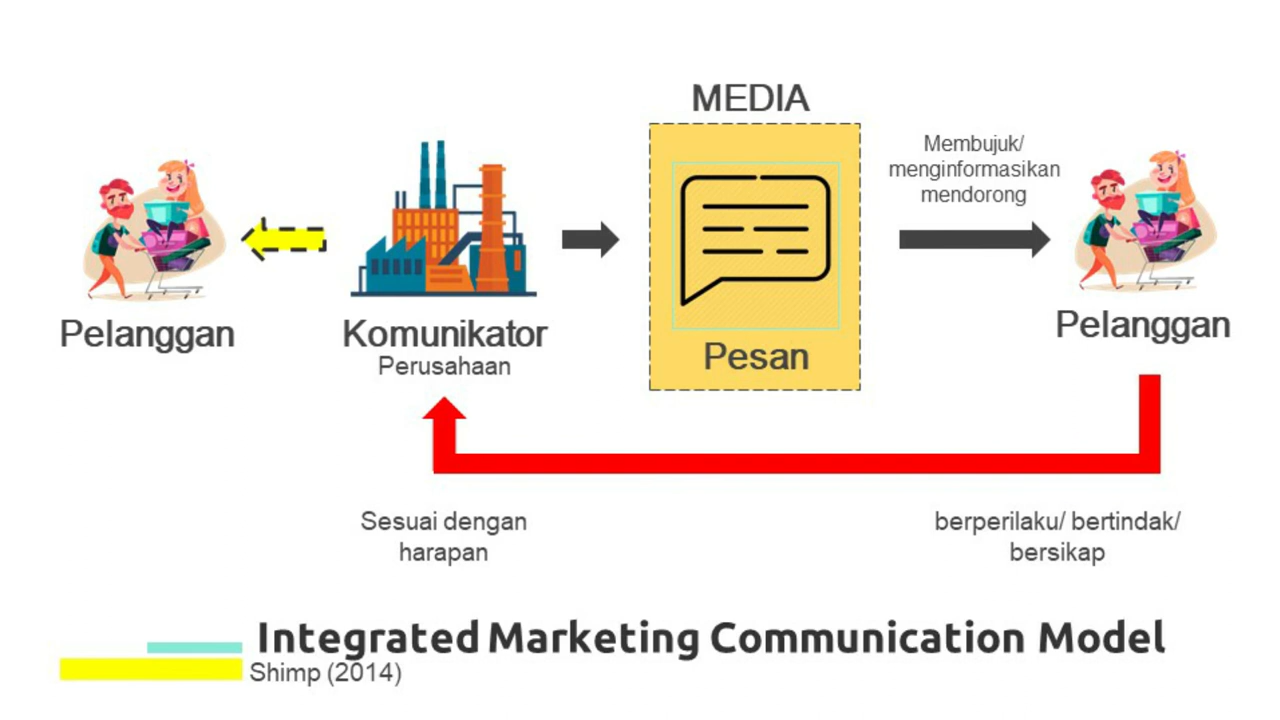 MEDIA
Membujuk/
menginformasikan
mendorong
Pelanggan
Komunikator
Perusahaan
Pesan
Pelanggan
Sesuai dengan
harapan
berperilaku/ bertindak/
bersikap
Integrated Marketing Communication Model
Shimp (2014)